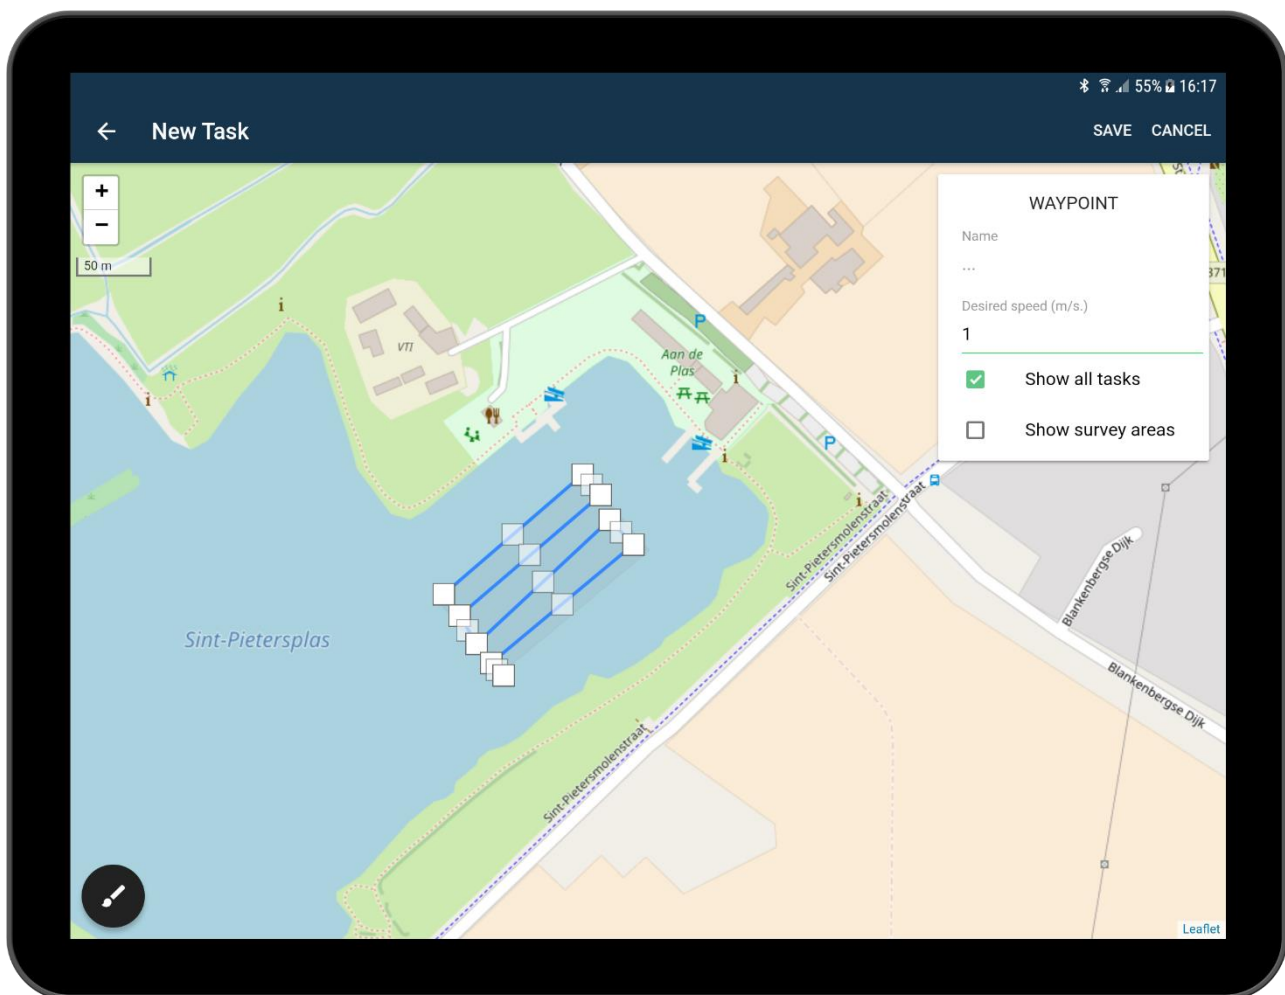 55% 16:17
New Task
SAVE CANCEL
+
−
50 m
WAYPOINT
Name
...
Desired speed (m/s.)
1
Show all tasks
Show survey areas
371
P
VTI
Aan de
Plas
P
Sint-Pietersmolenstraat
Sint-Pietersmolenstraat
Blankenbergse Dijk
Sint-Pietersplas
Blankenbergse Dijk
Sint-Pietersmolenstraat
Leaflet